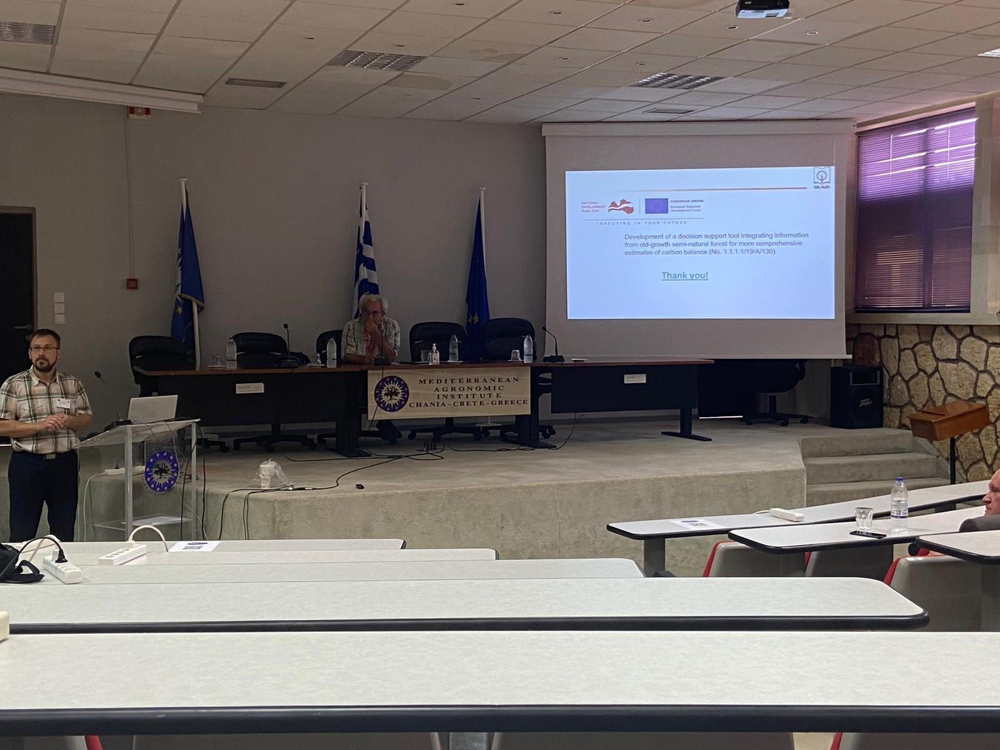 SILAVA
NATIONAL
DEVELOPMENT
PLAN 2020
EUROPEAN UNION
European Regional
Development Fund
INVESTING IN YOUR FUTURE
Development of a decision support tool integrating information
from old-growth semi-natural forest for more comprehensive
estimates of carbon balance (No. 1.1.1.1/19/A/130)
Thank you!
MEDITERRANEAN
AGRONOMIC
INSTITUTE
CHANIA-CRETE-GREECE
PEAVEY